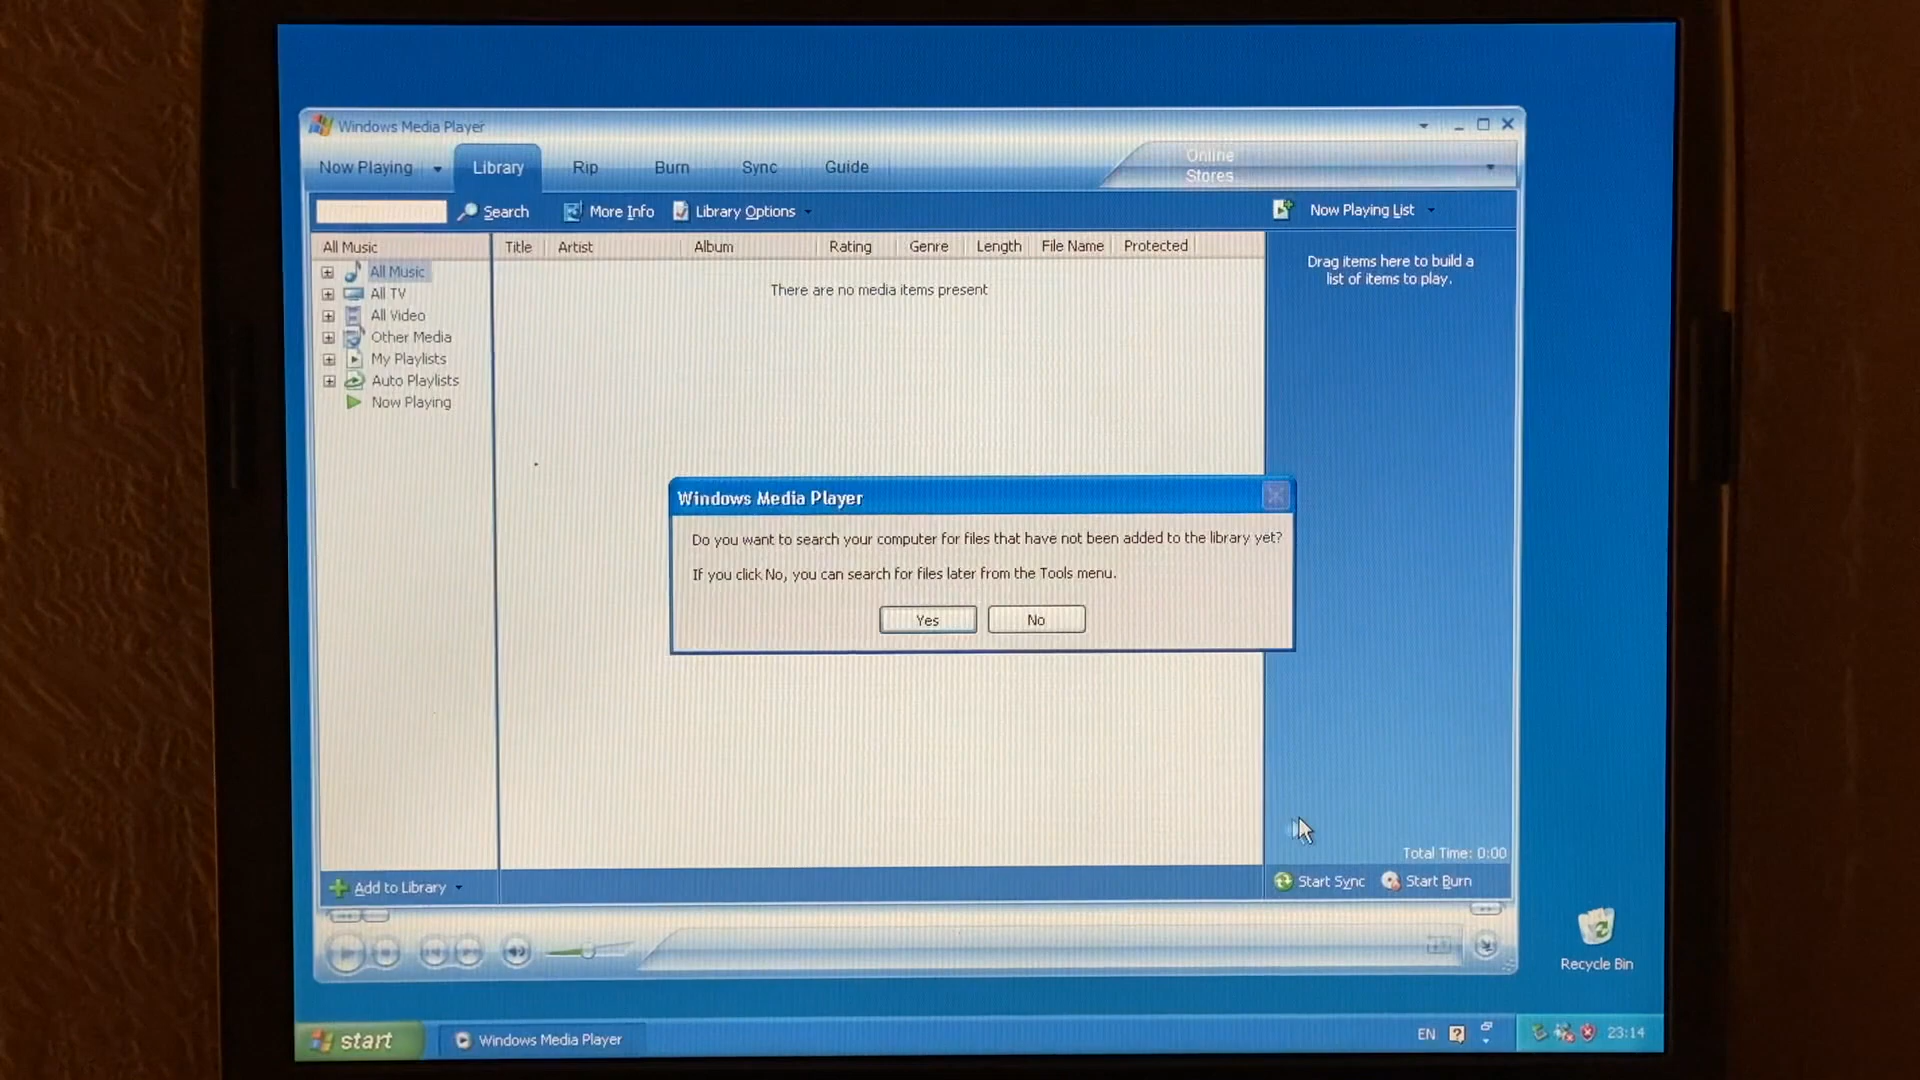 Windows Media Player
Now Playing
Library
Rip
Burn
Sync
Guide
Online
Stores
Search
More Info
Library Options
Now Playing List
All Music
Title
Artist
Album
Rating
Genre
Length
File Name
Protected
All Music
All TV
All Video
Other Media
My Playlists
Auto Playlists
Now Playing
There are no media items present
Drag items here to build a
list of items to play.
Windows Media Player
Do you want to search your computer for files that have not been added to the library yet?
If you click No, you can search for files later from the Tools menu.
Yes
No
Total Time: 0:00
Add to Library
Start Sync
Start Burn
Recycle Bin
start
Windows Media Player
EN
23:14